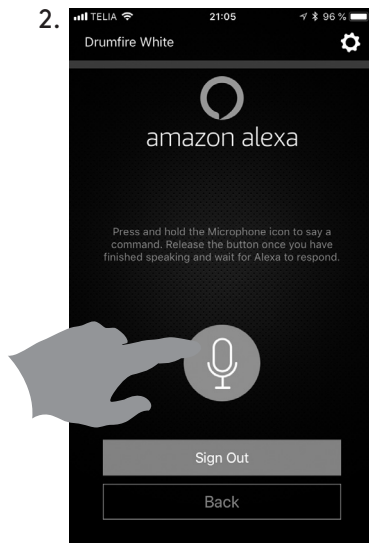 2.
TELIA 21:05 96 %
Drumfire White
amazon alexa
Press and hold the Microphone icon to say a
command. Release the button once you have
finished speaking and wait for Alexa to respond.
Sign Out
Back